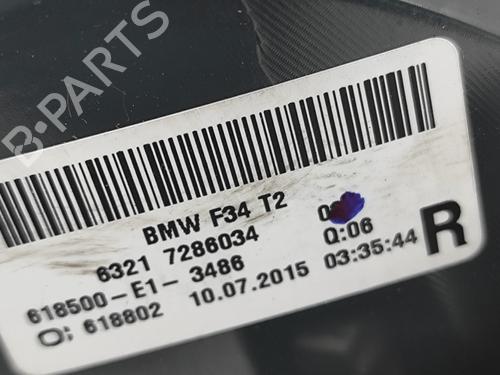 B-PARTS
BMW F34 T2
6321 7286034
Q:06
618500-E1-3486
10.07.2015 03:35:44
O; 618802
R